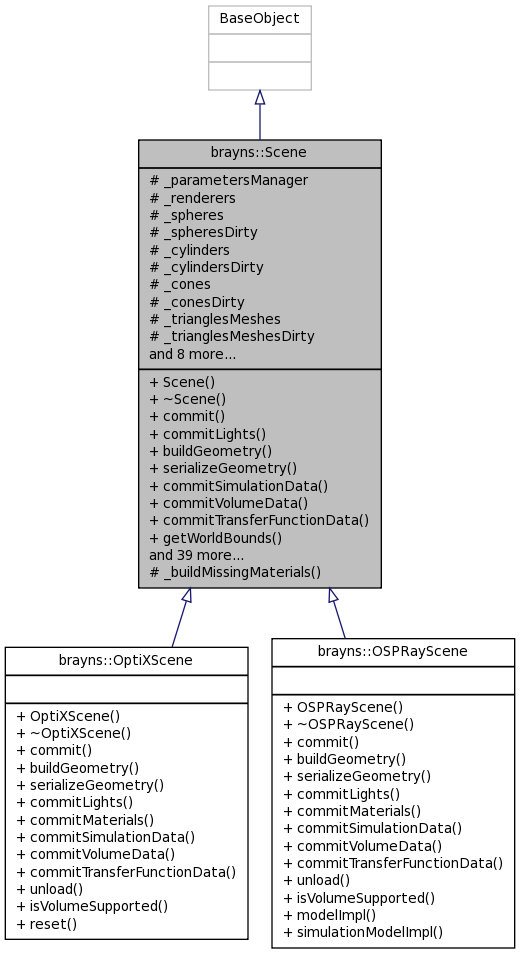 BaseObject
brayns::Scene
# _parametersManager
# _renderers
# _spheres
# _spheresDirty
# _cylinders
# _cylindersDirty
# _cones
# _conesDirty
# _trianglesMeshes
# _trianglesMeshesDirty
and 8 more...
+ Scene()
+ ~Scene()
+ commit()
+ commitLights()
+ buildGeometry()
+ serializeGeometry()
+ commitSimulationData()
+ commitVolumeData()
+ commitTransferFunctionData()
+ getWorldBounds()
and 39 more...
# _buildMissingMaterials()
brayns::OptiXScene
+ OptiXScene()
+ ~OptiXScene()
+ commit()
+ buildGeometry()
+ serializeGeometry()
+ commitLights()
+ commitMaterials()
+ commitSimulationData()
+ commitVolumeData()
+ commitTransferFunctionData()
+ unload()
+ isVolumeSupported()
+ reset()
brayns::OSPRayScene
+ OSPRayScene()
+ ~OSPRayScene()
+ commit()
+ buildGeometry()
+ serializeGeometry()
+ commitLights()
+ commitMaterials()
+ commitSimulationData()
+ commitVolumeData()
+ commitTransferFunctionData()
+ unload()
+ isVolumeSupported()
+ modelImpl()
+ simulationModelImpl()